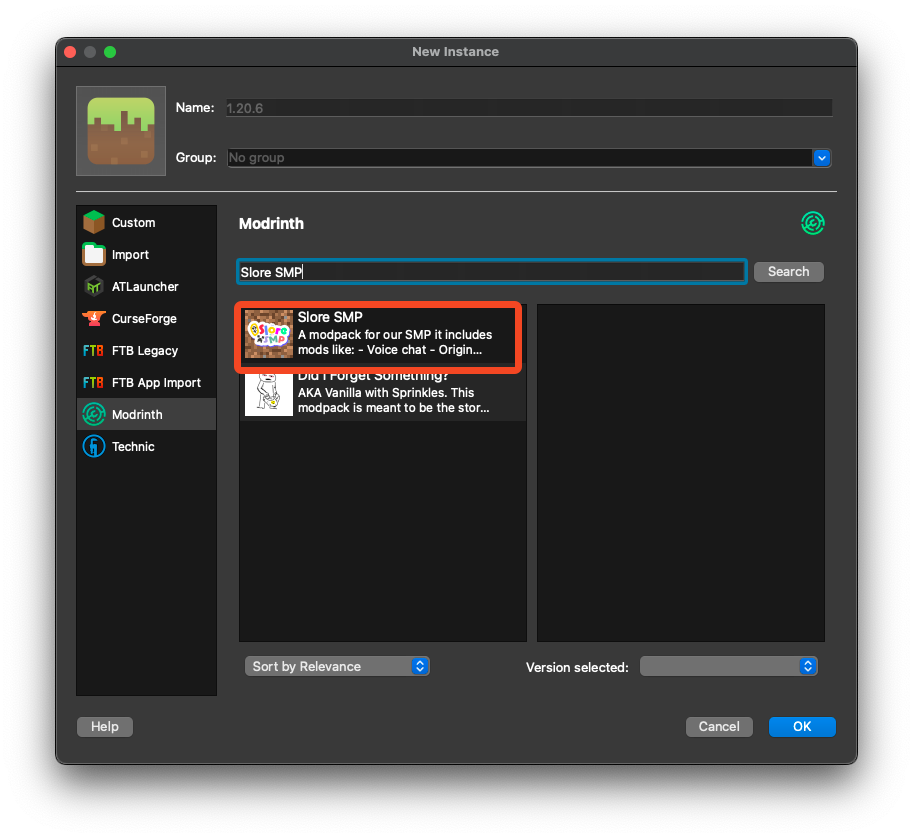 New Instance
Name:
1.20.6
Group:
No group
Custom
Import
ATLauncher
CurseForge
FTB Legacy
FTB App Import
Modrinth
Technic
Modrinth
Slore SMP
Search
Slore SMP
Slore SMP
A modpack for our SMP it includes
mods like: - Voice chat - Origin...
Did I Forget Something?
AKA Vanilla with Sprinkles. This
modpack is meant to be the stor...
Sort by Relevance
Version selected:
Help
Cancel
OK